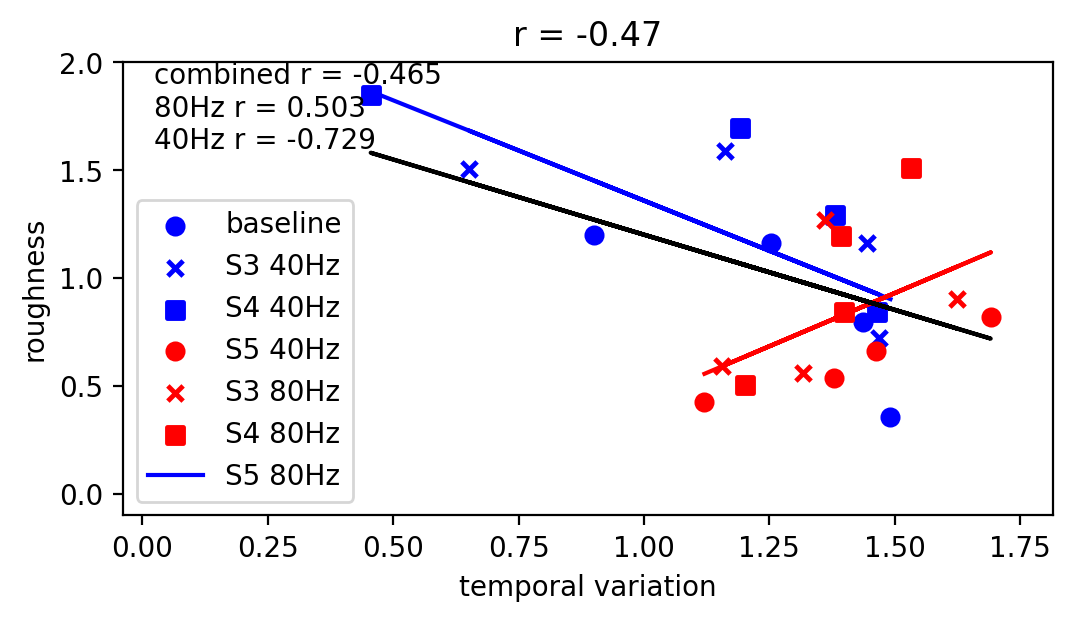 r = -0.47
combined r = -0.465
80Hz r = 0.503
40Hz r = -0.729
baseline
S3 40Hz
S4 40Hz
S5 40Hz
S3 80Hz
S4 80Hz
S5 80Hz
2.0
1.5
1.0
0.5
0.0
roughness
0.00 0.25 0.50 0.75 1.00 1.25 1.50 1.75
temporal variation